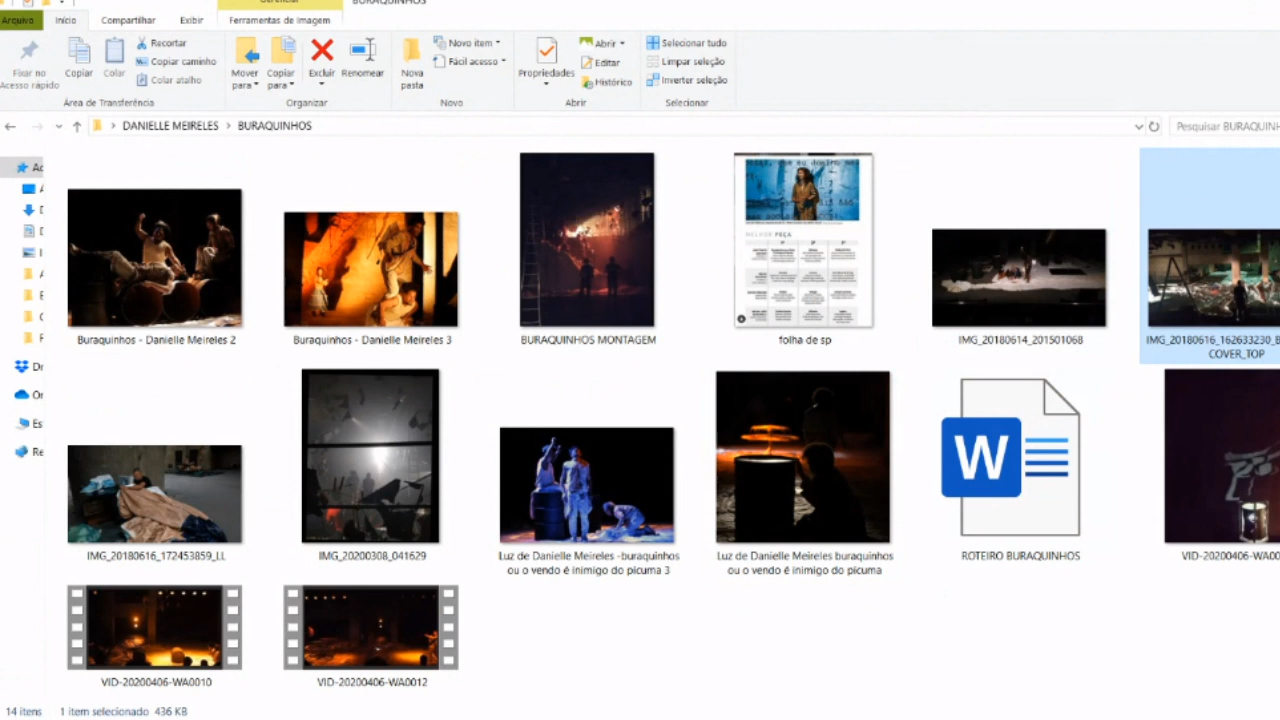 BURAQUINHOS
Arquivo
Início
Compartilhar
Exibir
Ferramentas de Imagem
Fixar no
Acesso rápido
Copiar
Colar
Recortar
Copiar caminho
Colar atalho
Área de Transferência
Mover
para
Copiar
para
Excluir
Renomear
Organizar
Nova
pasta
Novo item
Fácil acesso
Novo
Propriedades
Abrir
Editar
Histórico
Abrir
Selecionar tudo
Limpar seleção
Inverter seleção
Selecionar
DANIELLE MEIRELES > BURAQUINHOS
Pesquisar BURAQUINH
Buraquinhos - Danielle Meireles 2
Buraquinhos - Danielle Meireles 3
BURAQUINHOS MONTAGEM
MELHOR PEÇA
folha de sp
IMG_20180614_201501068
IMG_20180616_162633230_B
COVER_TOP
IMG_20180616_172453859_LL
IMG_20200308_041629
Luz de Danielle Meireles -buraquinhos
ou o vendo é inimigo do picuma 3
Luz de Danielle Meireles buraquinhos
ou o vendo é inimigo do picuma
W
ROTEIRO BURAQUINHOS
VID-20200406-WA00
VID-20200406-WA0010
VID-20200406-WA0012
14 itens
1 item selecionado 436 KB